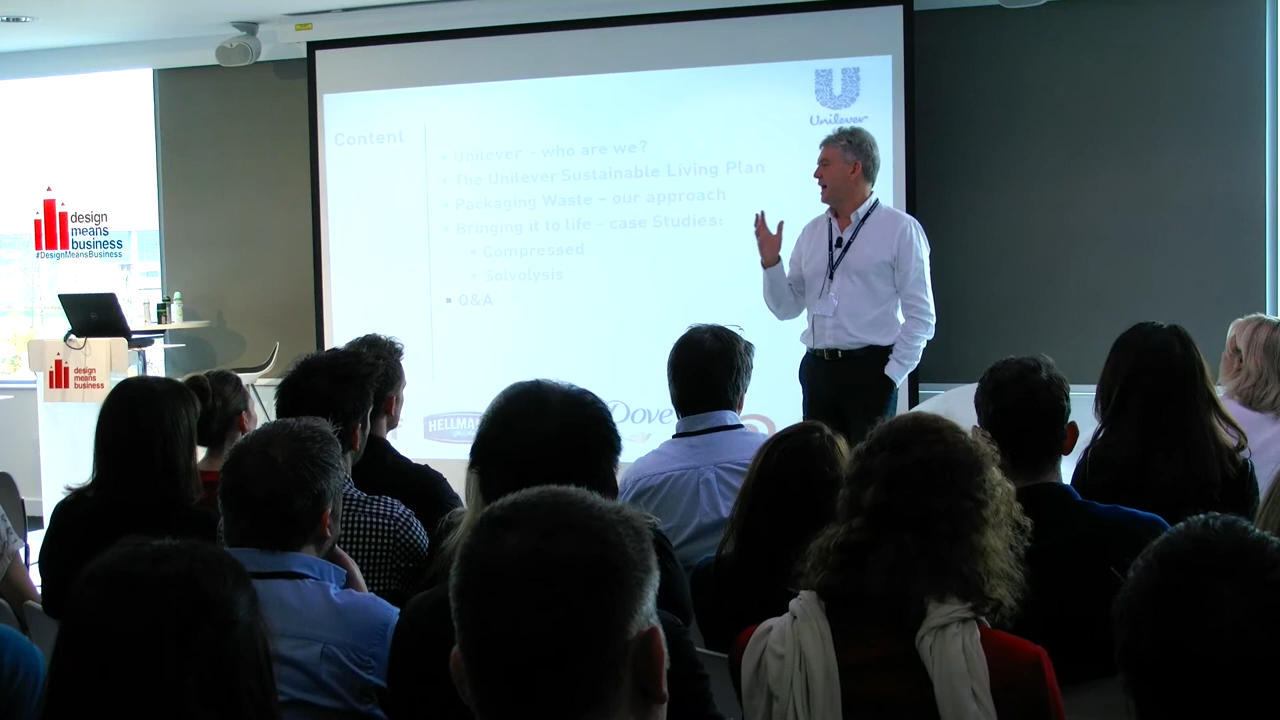 Unilever
Content
Unilever - who are we?
The Unilever Sustainable Living Plan
Packaging Waste – our approach
Bringing it to life – case Studies:
Compressed
Solvolysis
Q&A
design
means
business
#DesignMeansBusiness
design
means
business
Dove